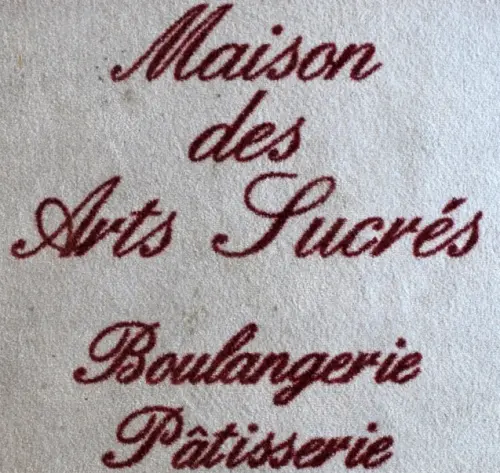 Maison
des
Arts Sucrés
Boulangerie
Pâtisserie